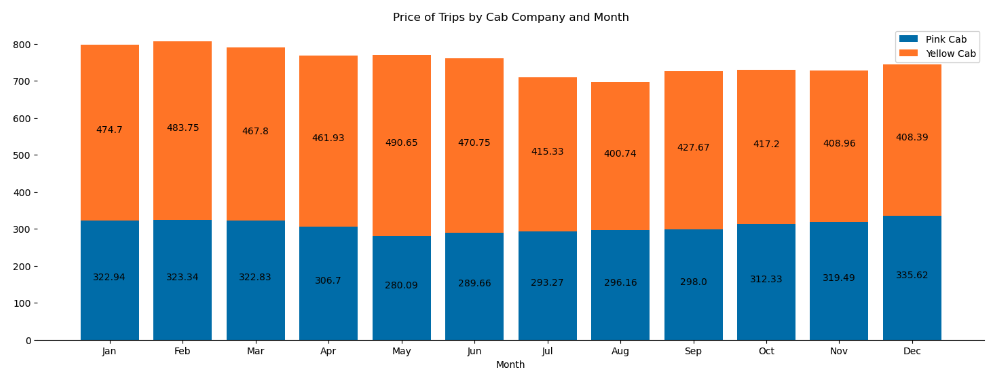 Price of Trips by Cab Company and Month
Pink Cab
Yellow Cab
800
700
600
500
400
300
200
100
0
474.7 483.75 467.8 461.93 490.65 470.75 415.33 400.74 427.67 417.2 408.96 408.39
322.94 323.34 322.83 306.7 280.09 289.66 293.27 296.16 298.0 312.33 319.49 335.62
Jan Feb Mar Apr May Jun Jul Aug Sep Oct Nov Dec
Month